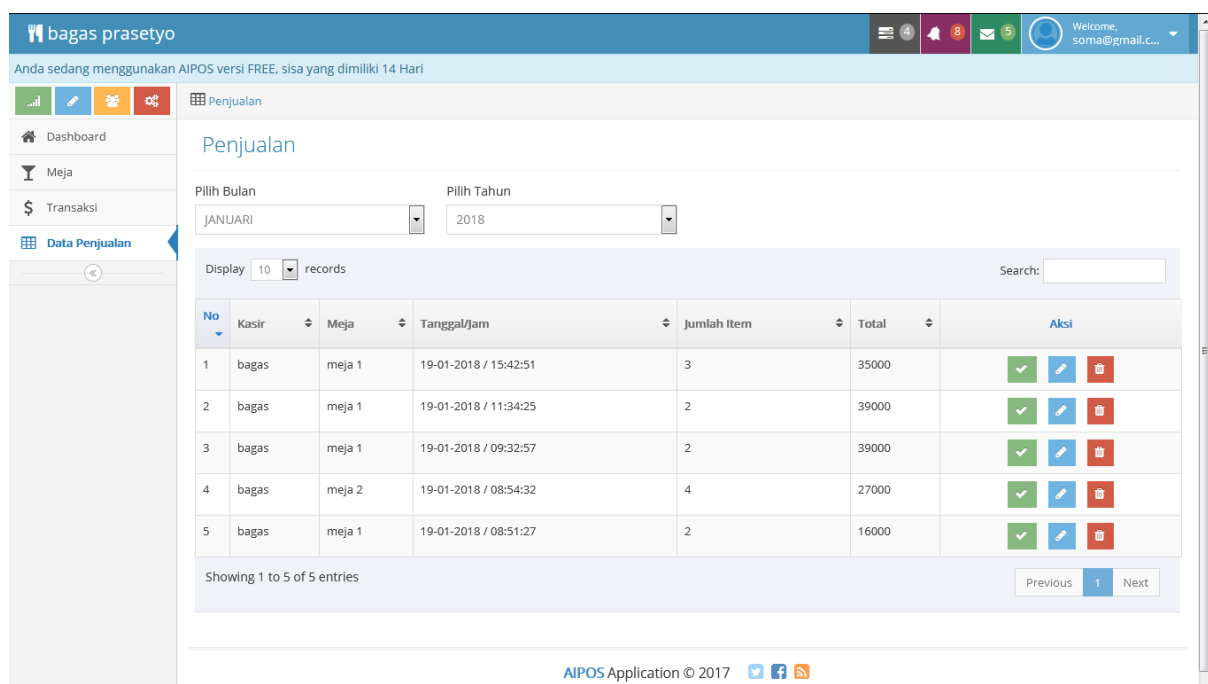 bagas prasetyo
4 8 5 Welcome,
soma@gmail.c...
Anda sedang menggunakan AIPOS versi FREE, sisa yang dimiliki 14 Hari
Penjualan
Dashboard
Meja
Transaksi
Data Penjualan
Penjualan
Pilih Bulan Pilih Tahun
JANUARI 2018
Display 10 records Search:
No Kasir Meja Tanggal/Jam Jumlah Item Total Aksi
1 bagas meja 1 19-01-2018 / 15:42:51 3 35000
2 bagas meja 1 19-01-2018 / 11:34:25 2 39000
3 bagas meja 1 19-01-2018 / 09:32:57 2 39000
4 bagas meja 2 19-01-2018 / 08:54:32 4 27000
5 bagas meja 1 19-01-2018 / 08:51:27 2 16000
Showing 1 to 5 of 5 entries Previous 1 Next
AIPOS Application © 2017